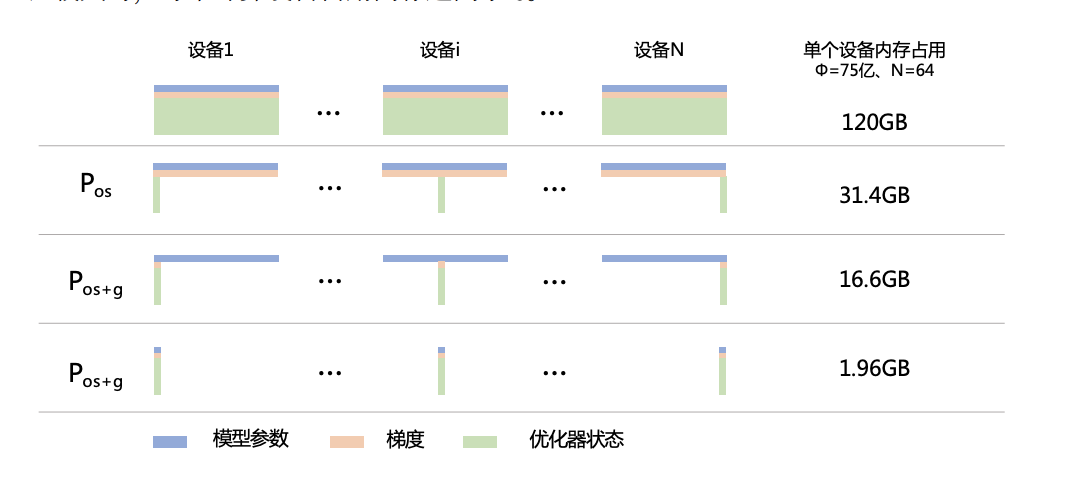 设备1 设备i 设备N 单个设备内存占用
Φ=75亿、N=64
... ... 120GB
Pos ... ... 31.4GB
Pos+g ... ... 16.6GB
Pos+g ... ... 1.96GB
模型参数 梯度 优化器状态